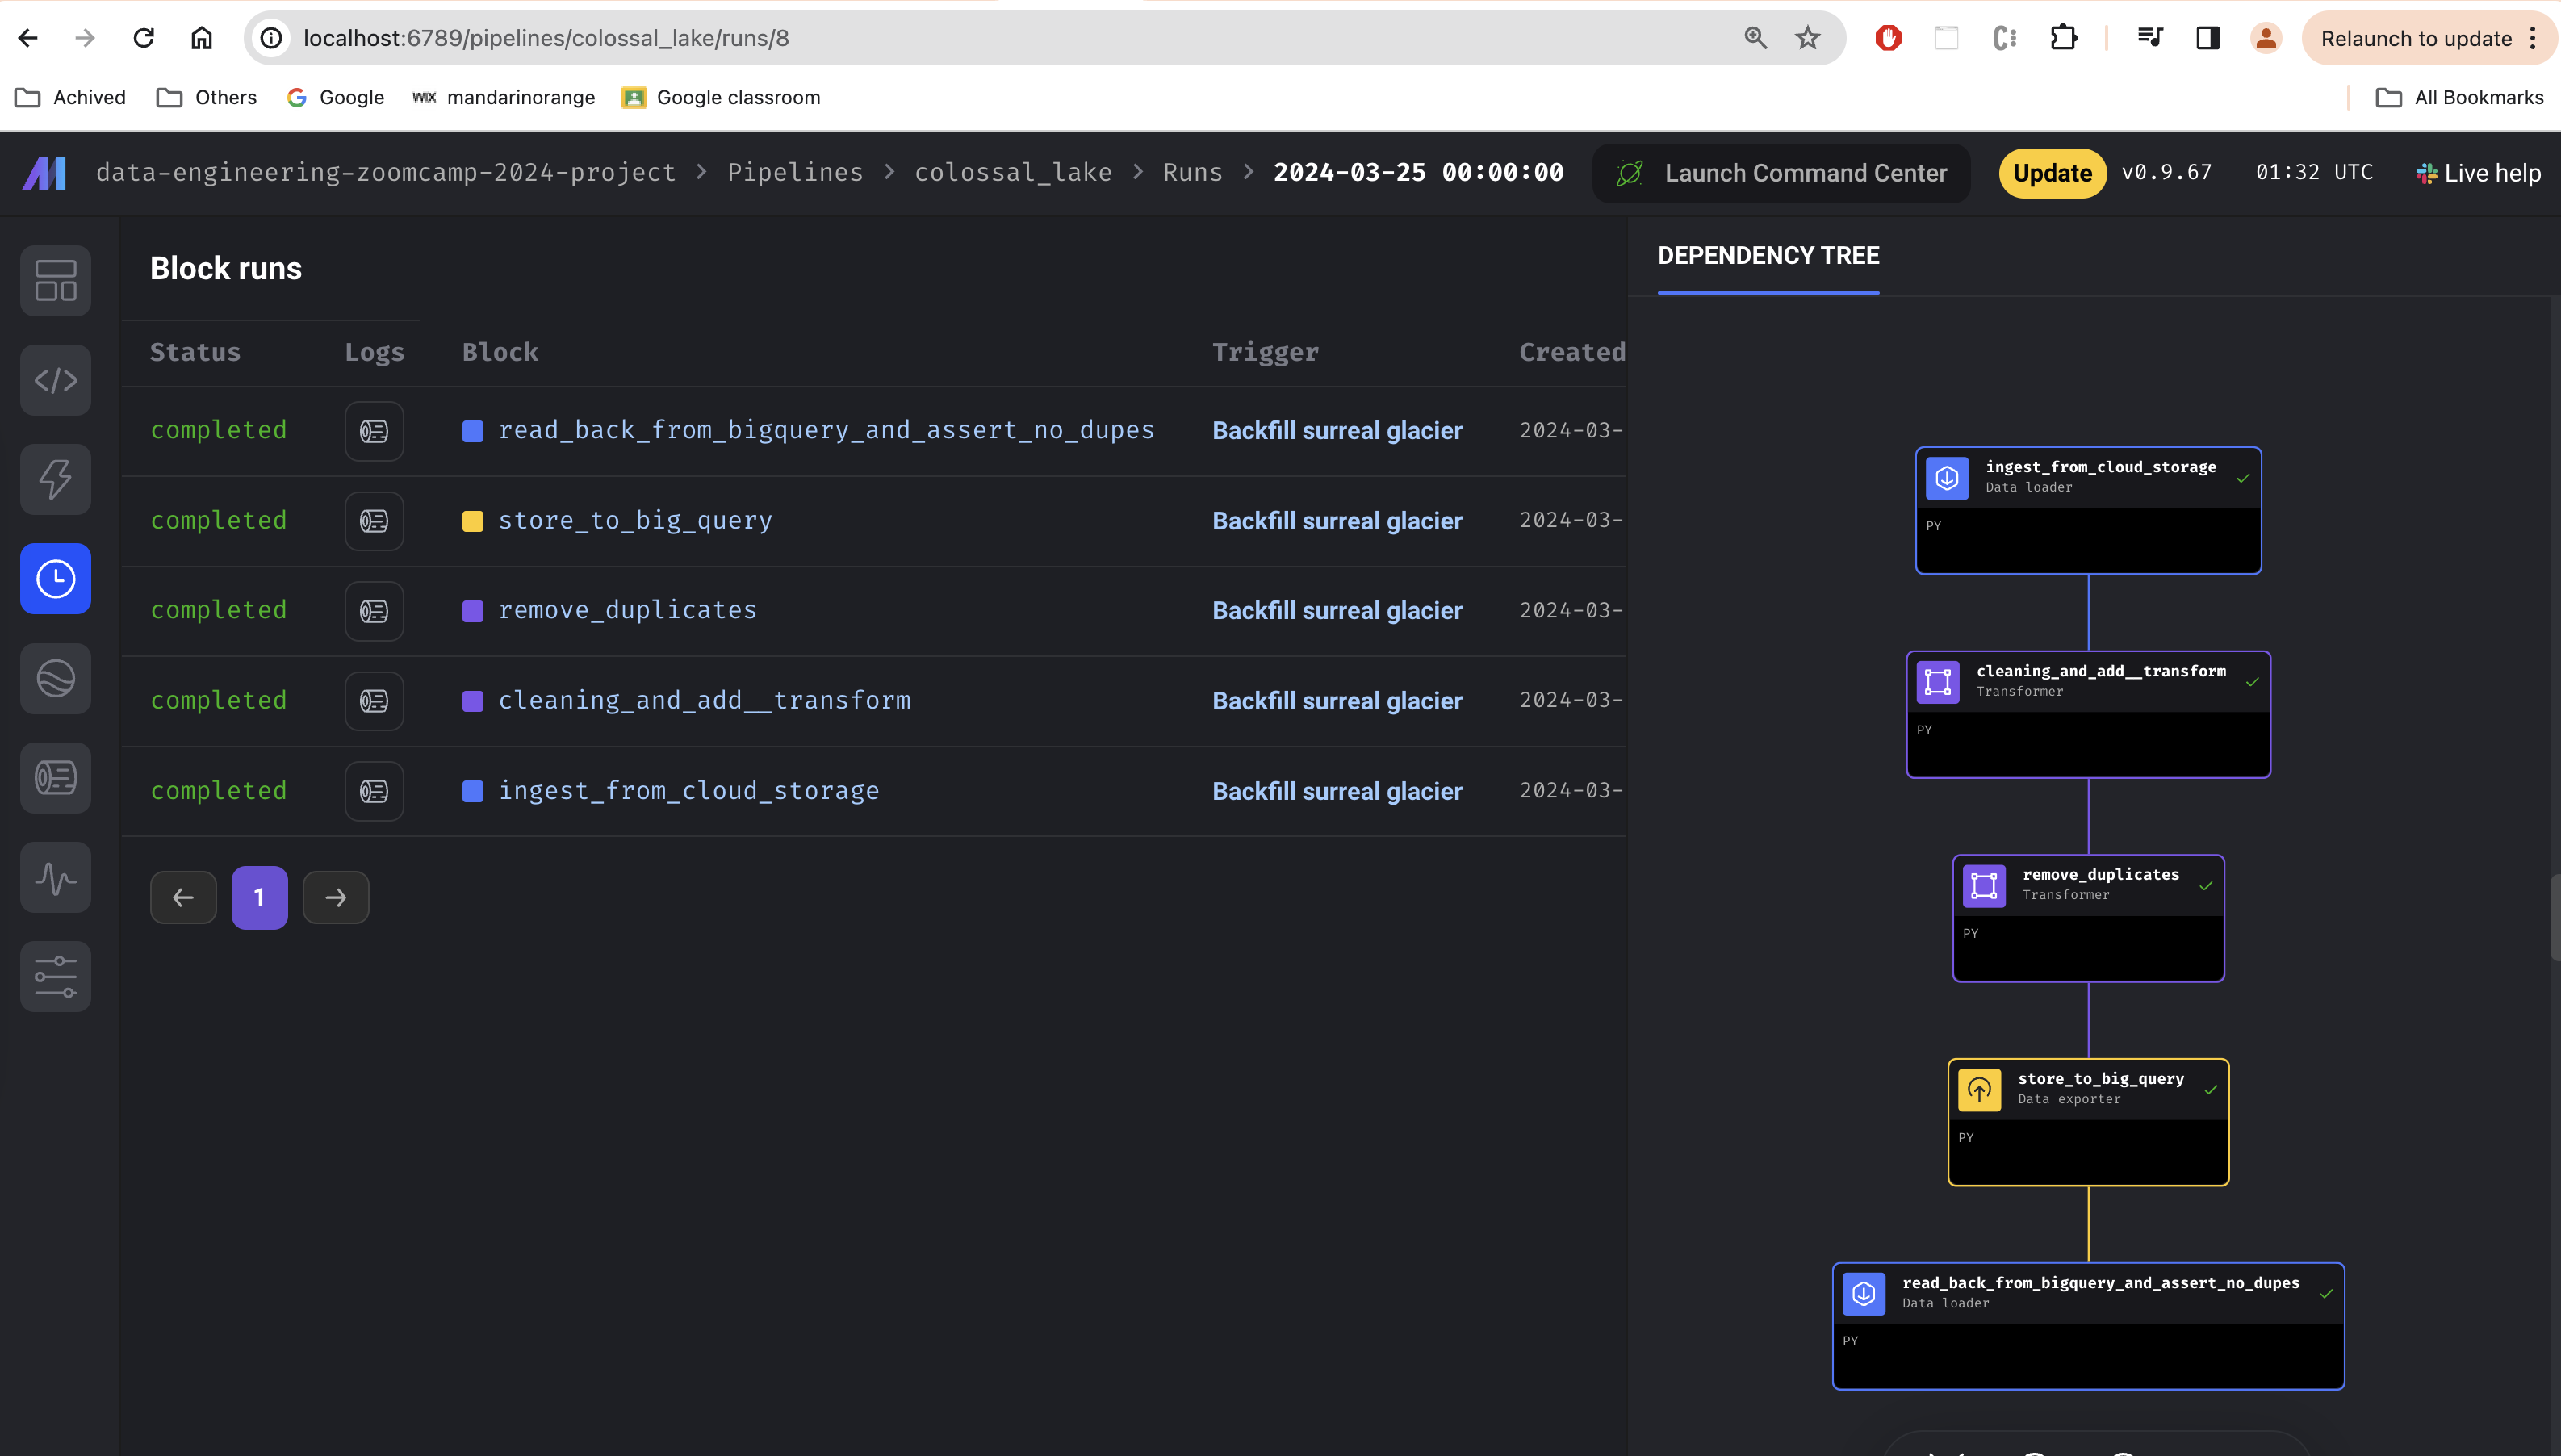 localhost:6789/pipelines/colossal_lake/runs/8
Relaunch to update
Achived
Others
Google
WIX mandarinorange
Google classroom
All Bookmarks
data-engineering-zoomcamp-2024-project > Pipelines > colossal_lake > Runs > 2024-03-25 00:00:00
Launch Command Center
Update
v0.9.67
01:32 UTC
Live help
Block runs
Status Logs Block Trigger Created
completed read_back_from_bigquery_and_assert_no_dupes Backfill surreal glacier 2024-03-
completed store_to_big_query Backfill surreal glacier 2024-03-
completed remove_duplicates Backfill surreal glacier 2024-03-
completed cleaning_and_add__transform Backfill surreal glacier 2024-03-
completed ingest_from_cloud_storage Backfill surreal glacier 2024-03-
1
DEPENDENCY TREE
ingest_from_cloud_storage
Data loader
PY
cleaning_and_add__transform
Transformer
PY
remove_duplicates
Transformer
PY
store_to_big_query
Data exporter
PY
read_back_from_bigquery_and_assert_no_dupes
Data loader
PY